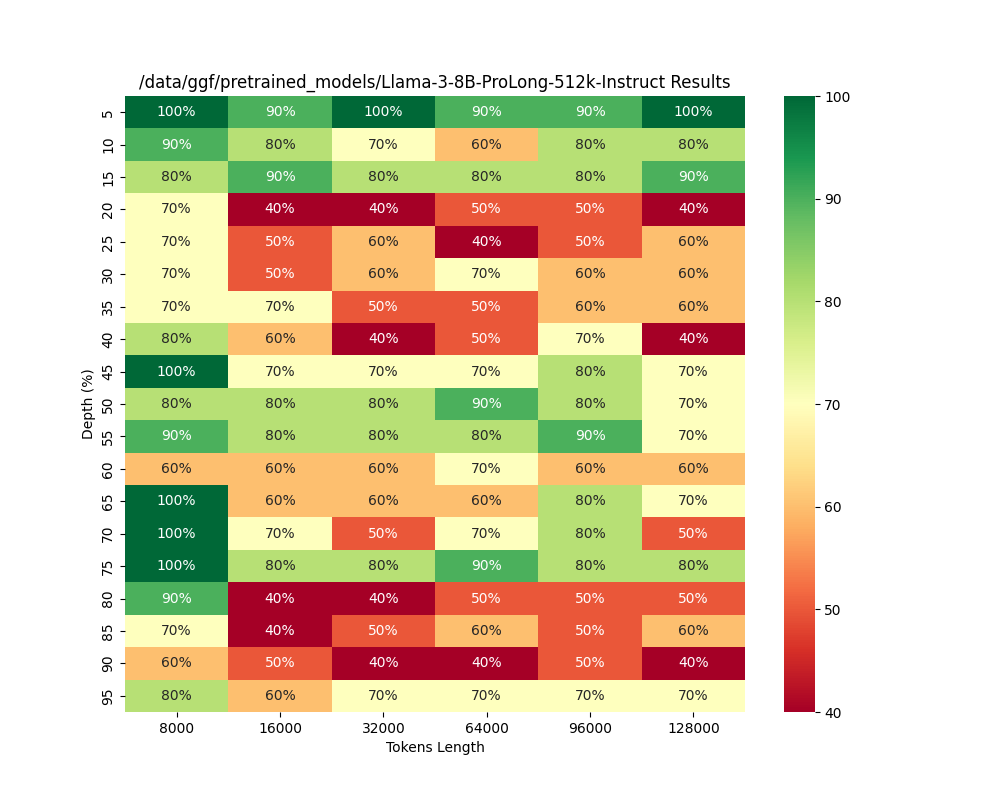 /data/ggf/pretrained_models/Llama-3-8B-ProLong-512k-Instruct Results
5 100% 90% 100% 90% 90% 100%
10 90% 80% 70% 60% 80% 80%
15 80% 90% 80% 80% 80% 90%
20 70% 40% 40% 50% 50% 40%
25 70% 50% 60% 40% 50% 60%
30 70% 50% 60% 70% 60% 60%
35 70% 70% 50% 50% 60% 60%
40 80% 60% 40% 50% 70% 40%
45 100% 70% 70% 70% 80% 70%
50 80% 80% 80% 90% 80% 70%
55 90% 80% 80% 80% 90% 70%
60 60% 60% 60% 70% 60% 60%
65 100% 60% 60% 60% 80% 70%
70 100% 70% 50% 70% 80% 50%
75 100% 80% 80% 90% 80% 80%
80 90% 40% 40% 50% 50% 50%
85 70% 40% 50% 60% 50% 60%
90 60% 50% 40% 40% 50% 40%
95 80% 60% 70% 70% 70% 70%
8000 16000 32000 64000 96000 128000
Tokens Length
Depth (%)
100
90
80
70
60
50
40